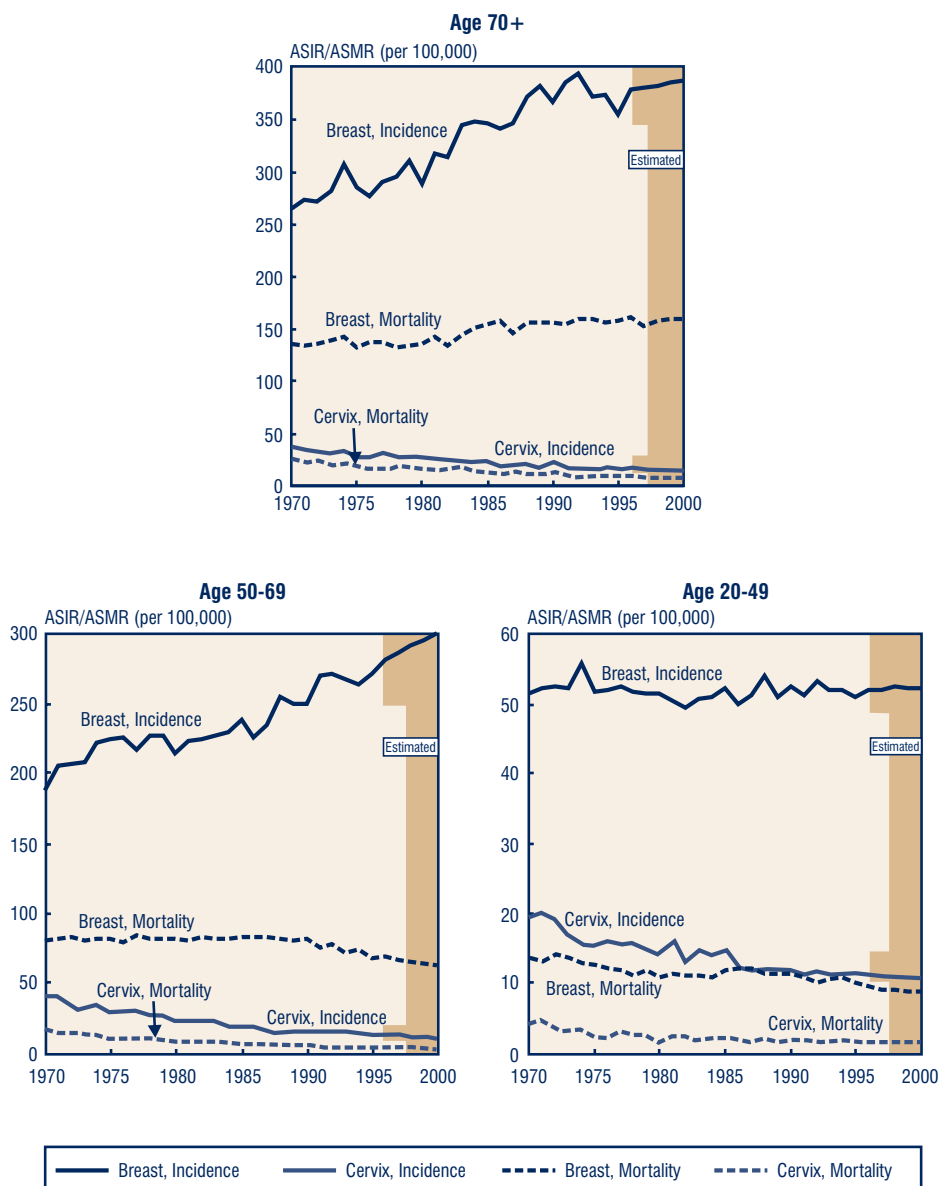 Age 70+
ASIR/ASMR (per 100,000)
400
350
300
250
200
150
100
50
0
Breast, Incidence
Estimated
Breast, Mortality
Cervix, Mortality
Cervix, Incidence
1970 1975 1980 1985 1990 1995 2000
Age 50-69
ASIR/ASMR (per 100,000)
300
250
200
150
100
50
0
Breast, Incidence
Estimated
Breast, Mortality
Cervix, Mortality
Cervix, Incidence
1970 1975 1980 1985 1990 1995 2000
Age 20-49
ASIR/ASMR (per 100,000)
60
50
40
30
20
10
0
Breast, Incidence
Estimated
Cervix, Incidence
Breast, Mortality
Cervix, Mortality
1970 1975 1980 1985 1990 1995 2000
Breast, Incidence Cervix, Incidence Breast, Mortality Cervix, Mortality